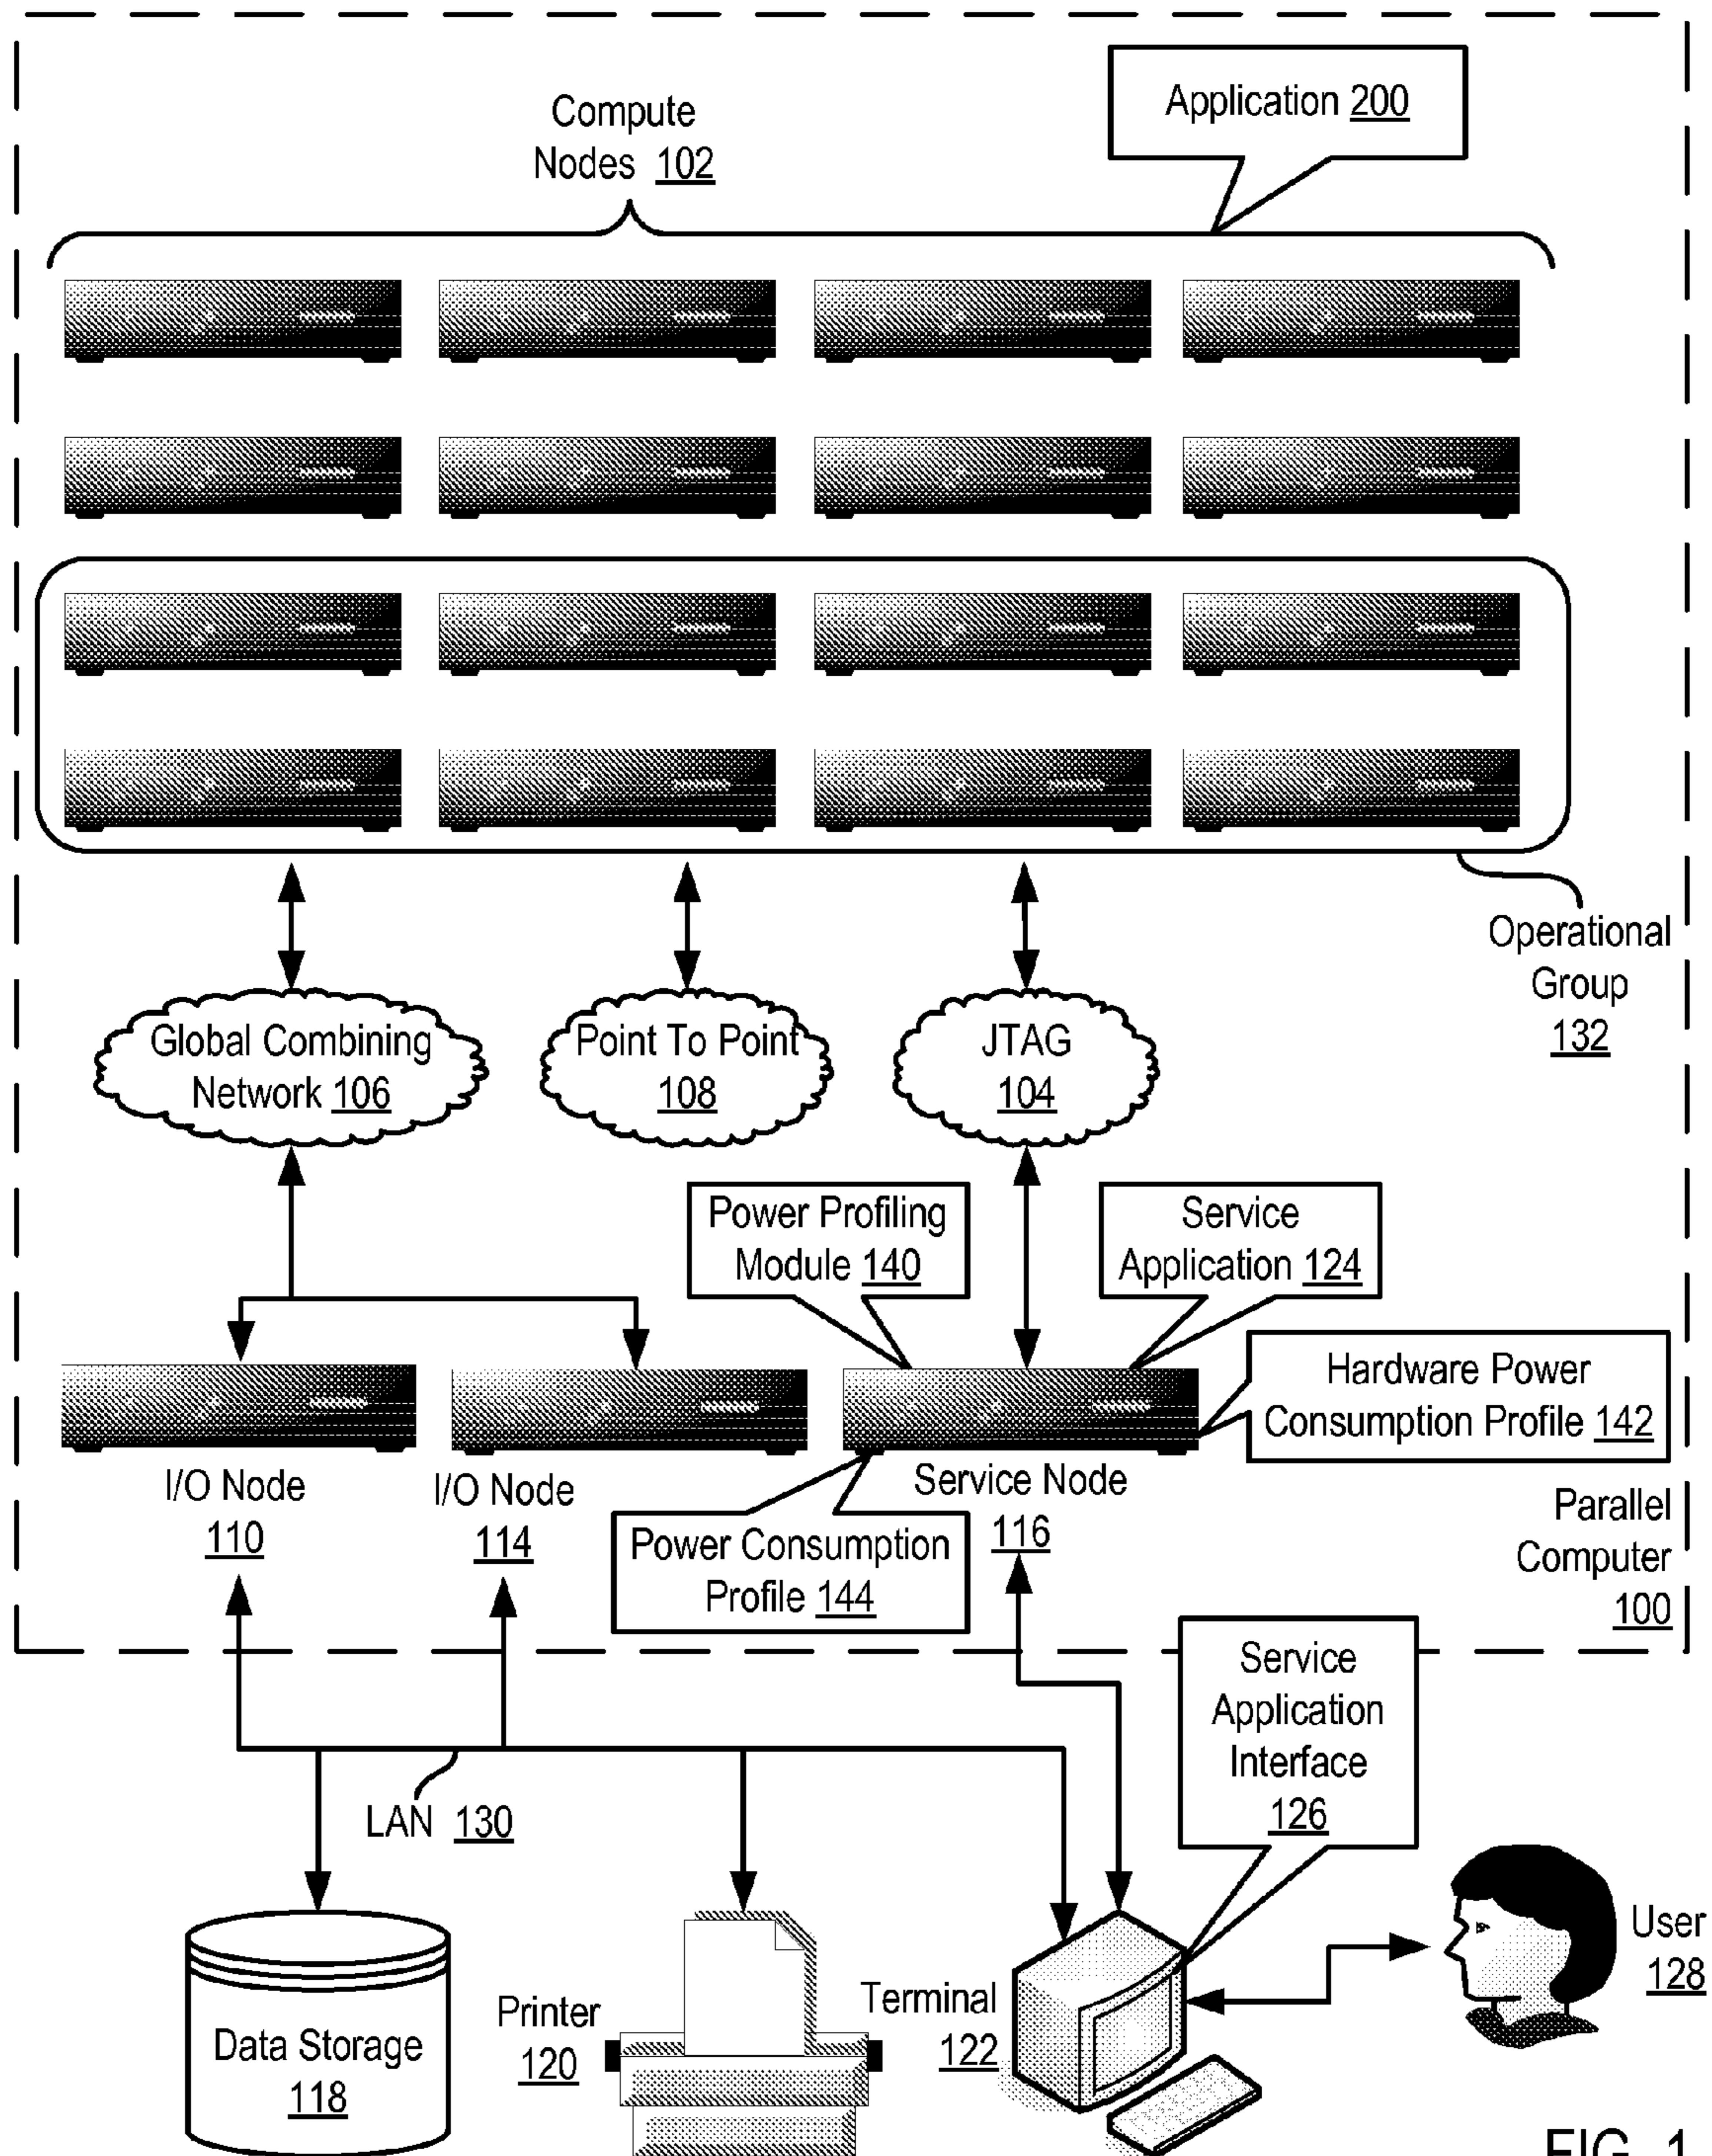 Application 200
Compute
Nodes 102
Operational
Group
132
Global Combining
Network 106
Point To Point
108
JTAG
104
Power Profiling
Module 140
Service
Application 124
Hardware Power
Consumption Profile 142
I/O Node
110
I/O Node
114
Service Node
116
Power Consumption
Profile 144
Parallel
Computer
100
Service
Application
Interface
126
LAN 130
Data Storage
118
Printer
120
Terminal
122
User
128
FIG. 1